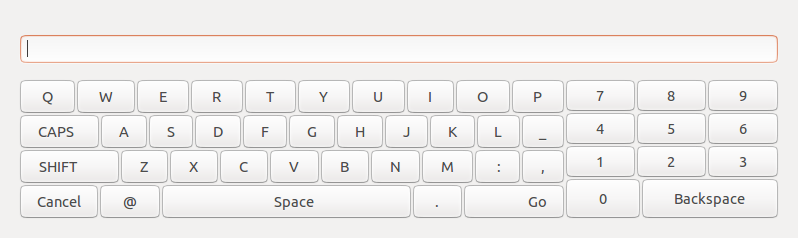 Q W E R T Y U I O P 7 8 9
CAPS A S D F G H J K L _ 4 5 6
SHIFT Z X C V B N M : , 1 2 3
Cancel @ Space . Go 0 Backspace